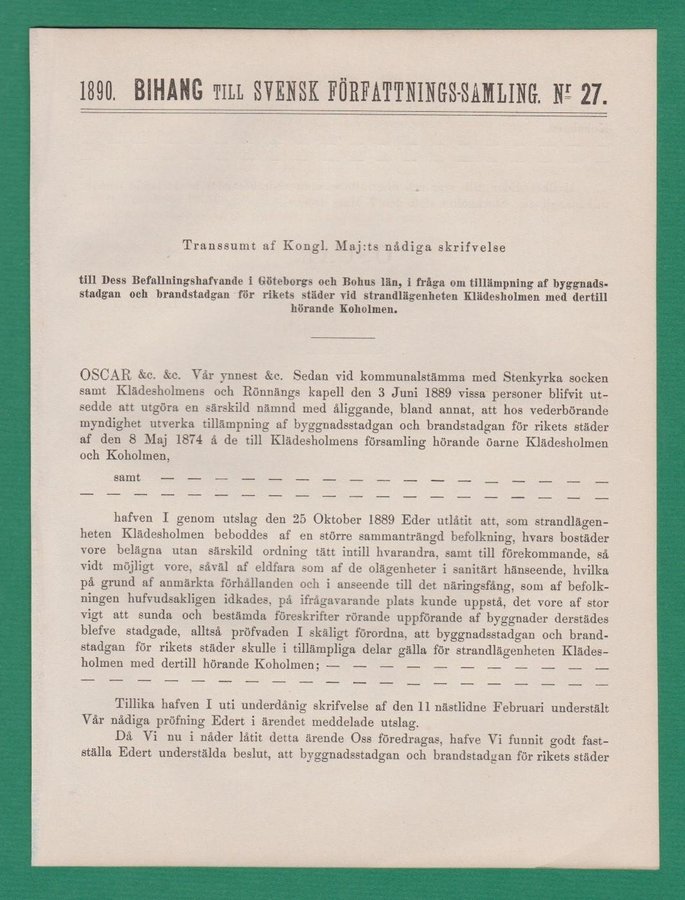 1890. BIHANG TILL SVENSK FÖRFATTNINGS-SAMLING. Nr 27.
Transsumt af Kongl. Maj:ts nådiga skrifvelse
till Dess Befallningshafvande i Göteborgs och Bohus län, i fråga om tillämpning af byggnads-
stadgan och brandstadgan för rikets städer vid strandlägenheten Klädesholmen med dertill
hörande Koholmen.
OSCAR &c. &c. Vår ynnest &c. Sedan vid kommunalstämma med Stenkyrka socken
samt Klädesholmens och Rönnängs kapell den 3 Juni 1889 vissa personer blifvit ut-
sedde att utgöra en särskild nämnd med åliggande, bland annat, att hos vederbörande
myndighet utverka tillämpning af byggnadsstadgan och brandstadgan för rikets städer
af den 8 Maj 1874 å de till Klädesholmens församling hörande öarne Klädesholmen
och Koholmen,
samt — — — — — — — — — — — — — — — — —
— — — — — — — — — — — — — — — — — — — —
hafven I genom utslag den 25 Oktober 1889 Eder utlåtit att, som strandlägen-
heten Klädesholmen beboddes af en större sammanträngd befolkning, hvars bostäder
vore belägna utan särskild ordning tätt intill hvarandra, samt till förekommande, så
vidt möjligt vore, såväl af eldfara som af de olägenheter i sanitärt hänseende, hvilka
på grund af anmärkta förhållanden och i anseende till det näringsfång, som af befolk-
ningen hufvudsakligen idkades, på ifrågavarande plats kunde uppstå, det vore af stor
vigt att sunda och bestämda föreskrifter rörande uppförande af byggnader derstädes
blefve stadgade, alltså pröfvaden I skäligt förordna, att byggnadsstadgan och brand-
stadgan för rikets städer skulle i tillämpliga delar gälla för strandlägenheten Klädes-
holmen med dertill hörande Koholmen; — — — — — — — — — — —
— — — — — — — — — — — — — — — — — — — —
Tillika hafven I uti underdånig skrifvelse af den 11 nästlidne Februari understält
Vår nådiga pröfning Edert i ärendet meddelade utslag.
Då Vi nu i nåder låtit detta ärende Oss föredragas, hafve Vi funnit godt fast-
ställa Edert understälda beslut, att byggnadsstadgan och brandstadgan för rikets städer